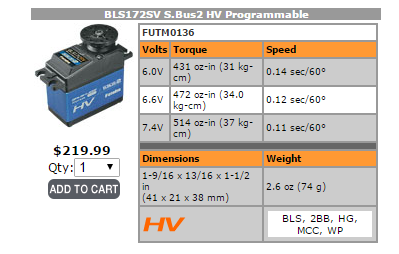 BLS172SV S.Bus2 HV Programmable
FUTM0136
Volts Torque Speed
6.0V 431 oz-in (31 kg-
cm) 0.14 sec/60°
6.6V 472 oz-in (34.0
kg-cm) 0.12 sec/60°
7.4V 514 oz-in (37 kg-
cm) 0.11 sec/60°
Dimensions Weight
1-9/16 x 13/16 x 1-1/2
in
(41 x 21 x 38 mm) 2.6 oz (74 g)
HV
BLS, 2BB, HG,
MCC, WP
HV
Futaba
$219.99
Qty: 1
ADD TO CART